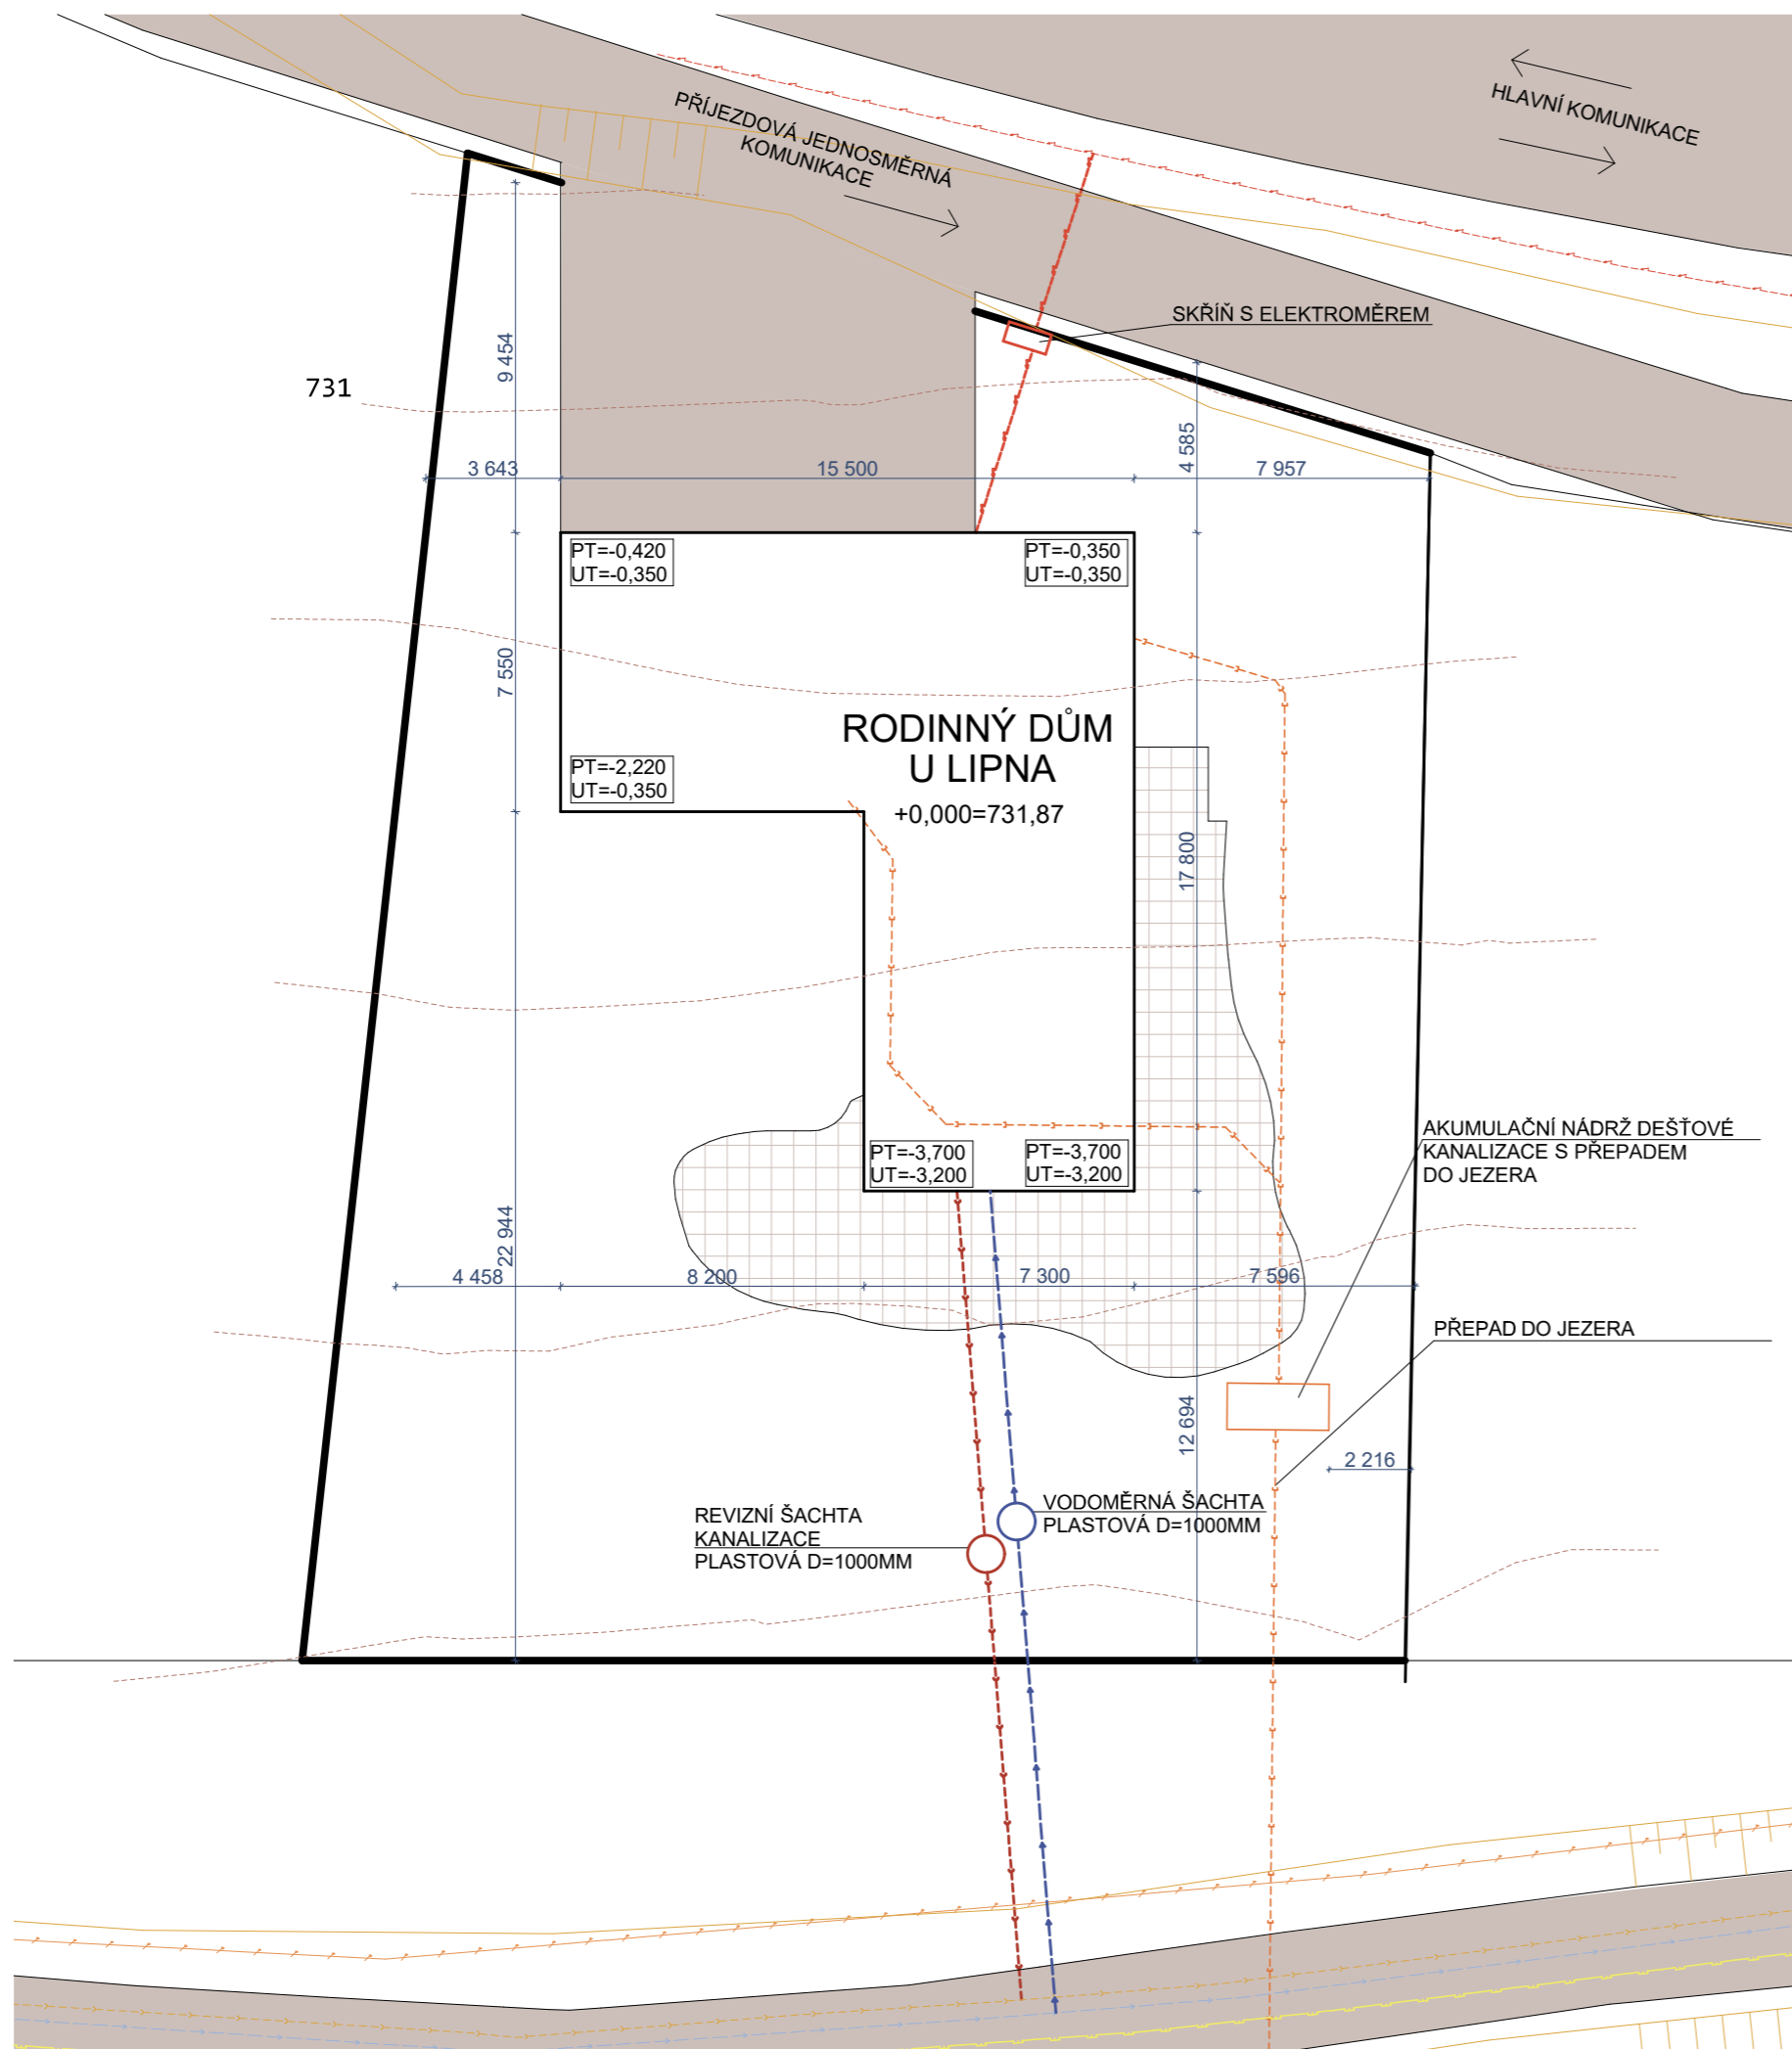 HLAVNÍ KOMUNIKACE
PŘÍJEZDOVÁ JEDNOSMĚRNÁ
KOMUNIKACE
SKŘÍŇ S ELEKTROMĚREM
9 454
731
4 585
3 643
15 500
7 957
PT=-0,420
UT=-0,350
PT=-0,350
UT=-0,350
7 550
RODINNÝ DŮM
U LIPNA
+0,000=731,87
PT=-2,220
UT=-0,350
17 800
AKUMULAČNÍ NÁDRŽ DEŠŤOVÉ
KANALIZACE S PŘEPADEM
DO JEZERA
PT=-3,700
UT=-3,200
PT=-3,700
UT=-3,200
22 944
4 458
8 200
7 300
7 596
PŘEPAD DO JEZERA
12 694
2 216
REVIZNÍ ŠACHTA
KANALIZACE
PLASTOVÁ D=1000MM
VODOMĚRNÁ ŠACHTA
PLASTOVÁ D=1000MM